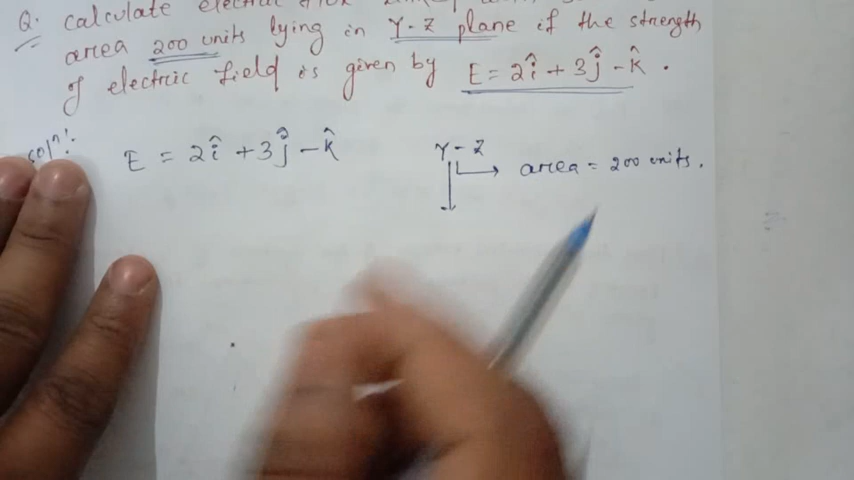 Q. calculate
area 200 units lying in Y-Z plane if the strength
of electric field is given by E = 2î + 3ĵ - k̂ .
soln!
E = 2î + 3ĵ - k̂
Y - Z
area = 200 units.